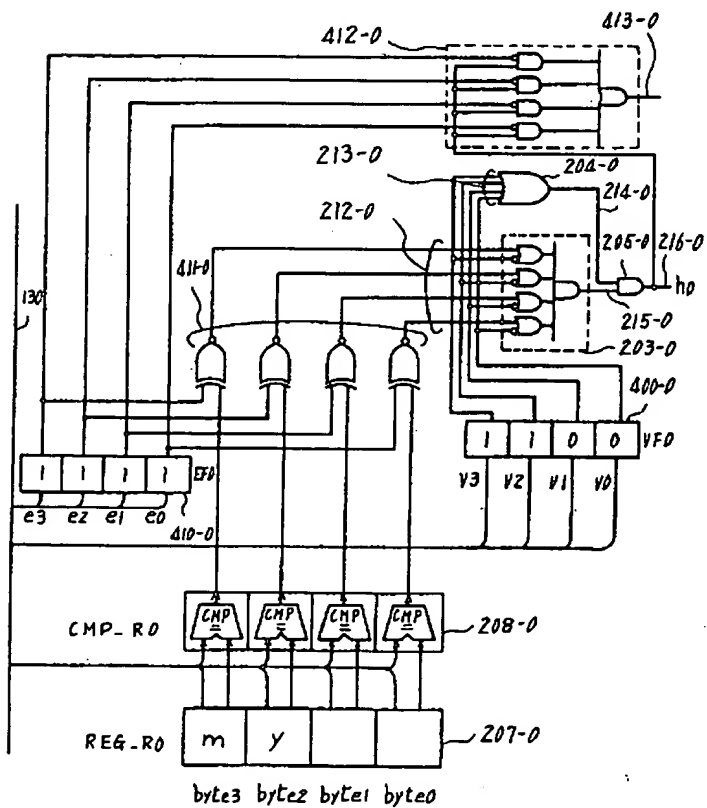 412-0
413-0
213-0
204-0
214-0
212-0
205-0
216-0
h0
411-0
215-0
130
203-0
400-0
1 1 0 0 VF0
V3 V2 V1 V0
1 1 1 1 EF0
e3 e2 e1 e0
410-0
CMP_R0 CMP = CMP = CMP = CMP = 208-0
REG_R0 m y 207-0
byte3 byte2 byte1 byte0